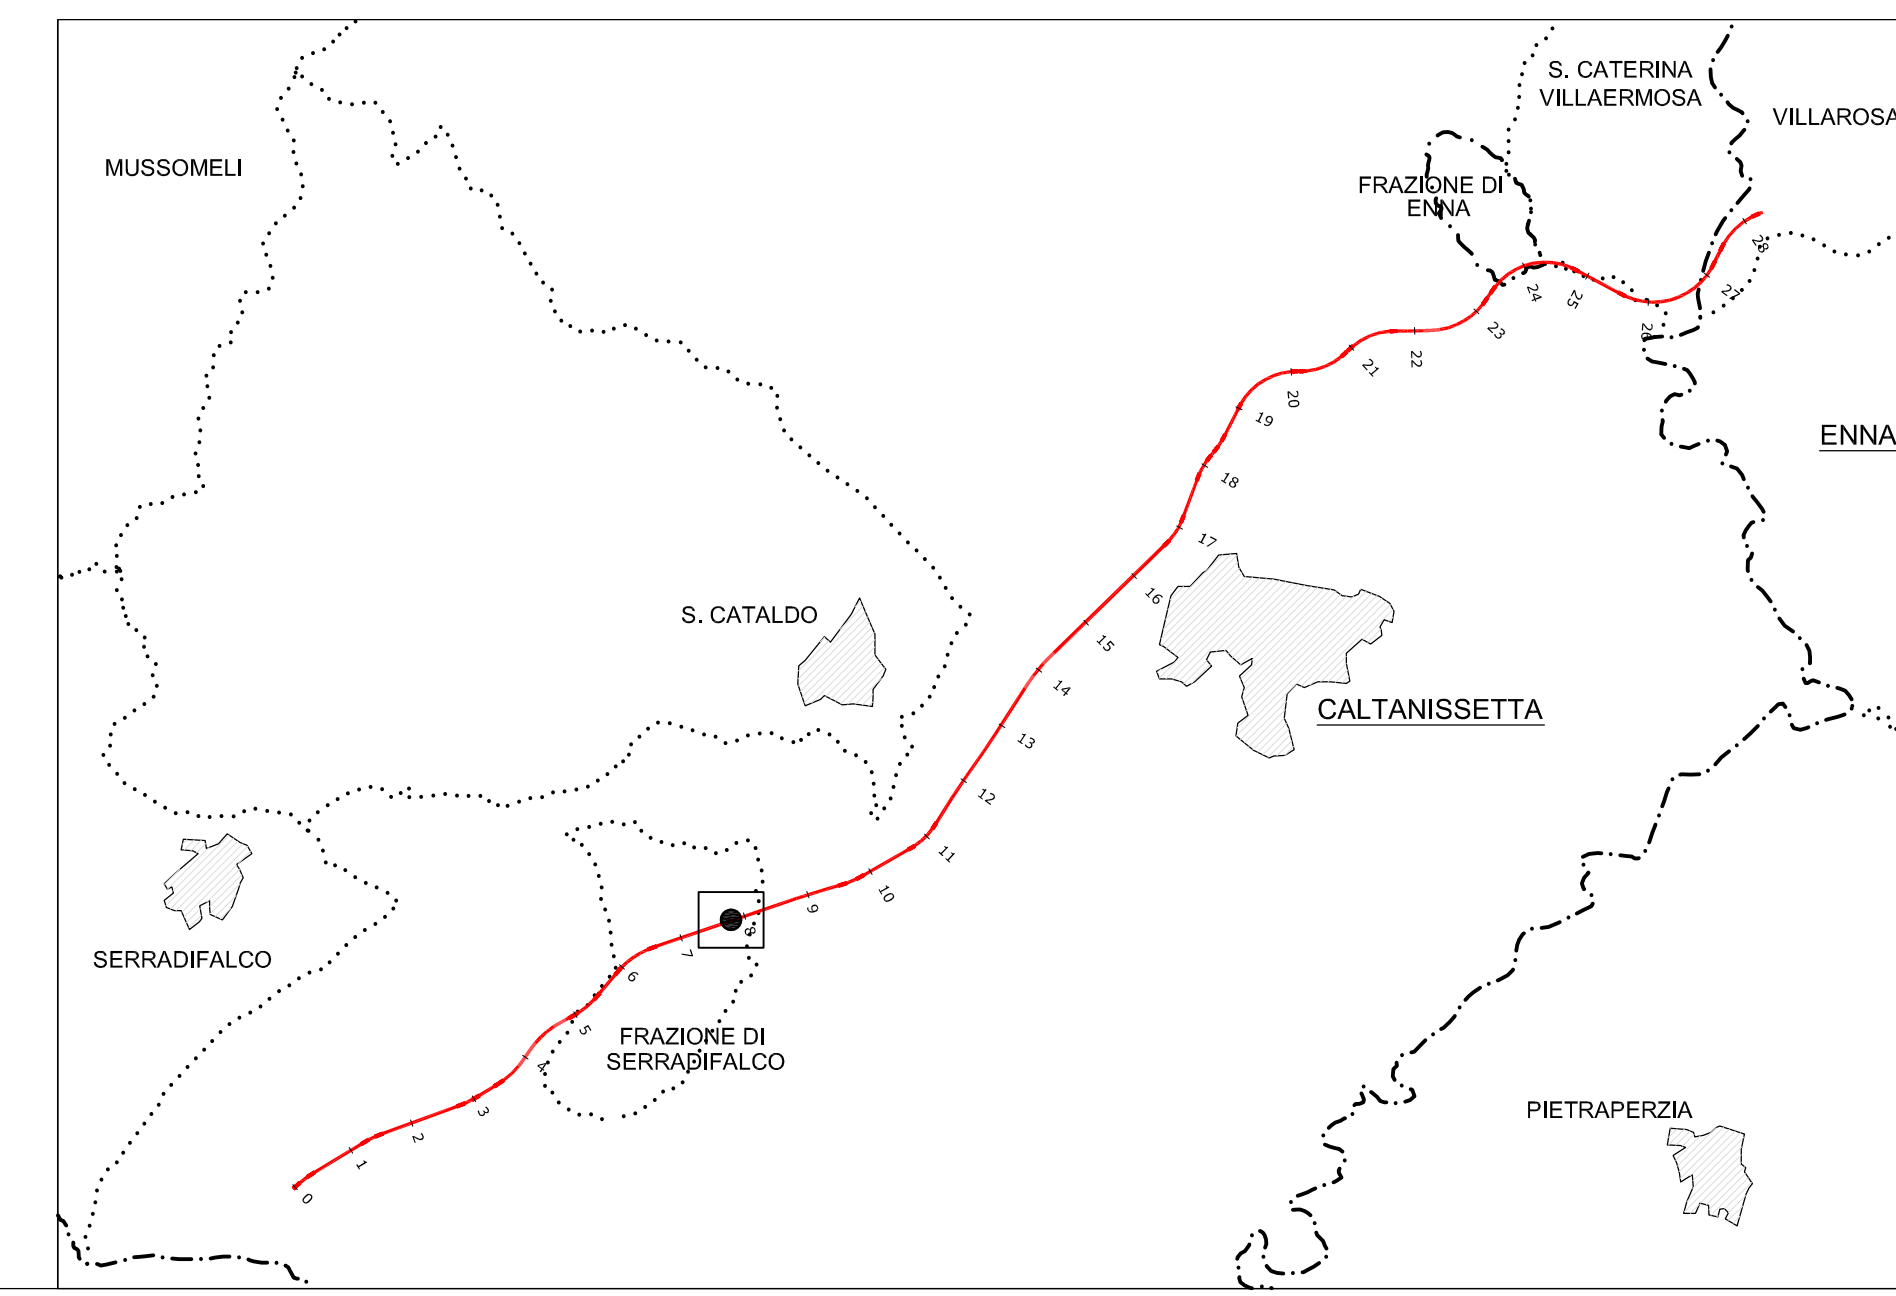 S. CATERINA
VILLAERMOSA
VILLAROSA
MUSSOMELI
FRAZIONE DI
ENNA
ENNA
S. CATALDO
CALTANISSETTA
SERRADIFALCO
FRAZIONE DI
SERRADIFALCO
PIETRAPERZIA
0
1
2
3
4
5
6
7
8
9
10
11
12
13
14
15
16
17
18
19
20
21
22
23
24
25
26
27
28